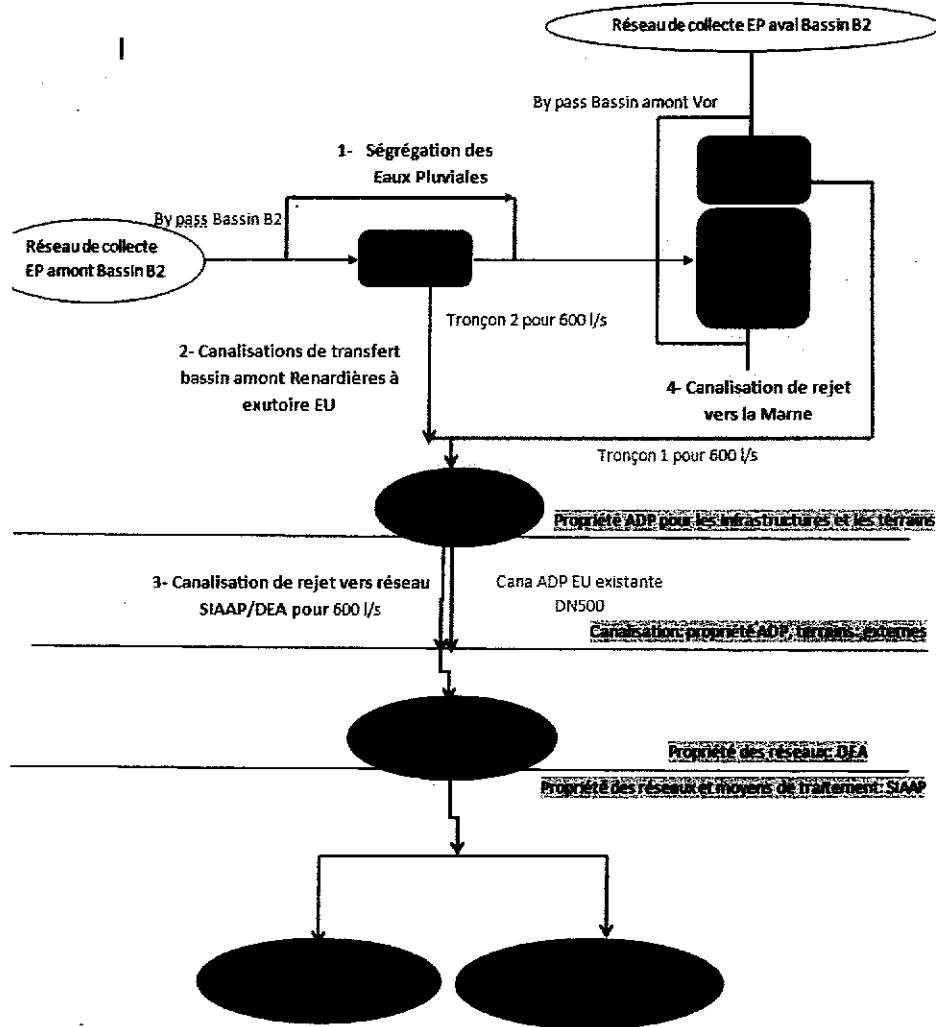 Réseau de collecte EP aval Bassin B2
By pass Bassin amont Vor
1- Ségrégation des
Eaux Pluviales
By pass Bassin B2
Réseau de collecte
EP amont Bassin B2
Tronçon 2 pour 600 l/s
2- Canalisations de transfert
bassin amont Renardières à
exutoire EU
4- Canalisation de rejet
vers la Marne
Tronçon 1 pour 600 l/s
Propriété ADP pour les infrastructures et les terrains
3- Canalisation de rejet vers réseau
SIAAP/DEA pour 600 l/s
Cana ADP EU existante
DN500
Canalisation: propriété ADP, terrains: externes
Propriété des réseaux: DEA
Propriété des réseaux et moyens de traitement: SIAAP